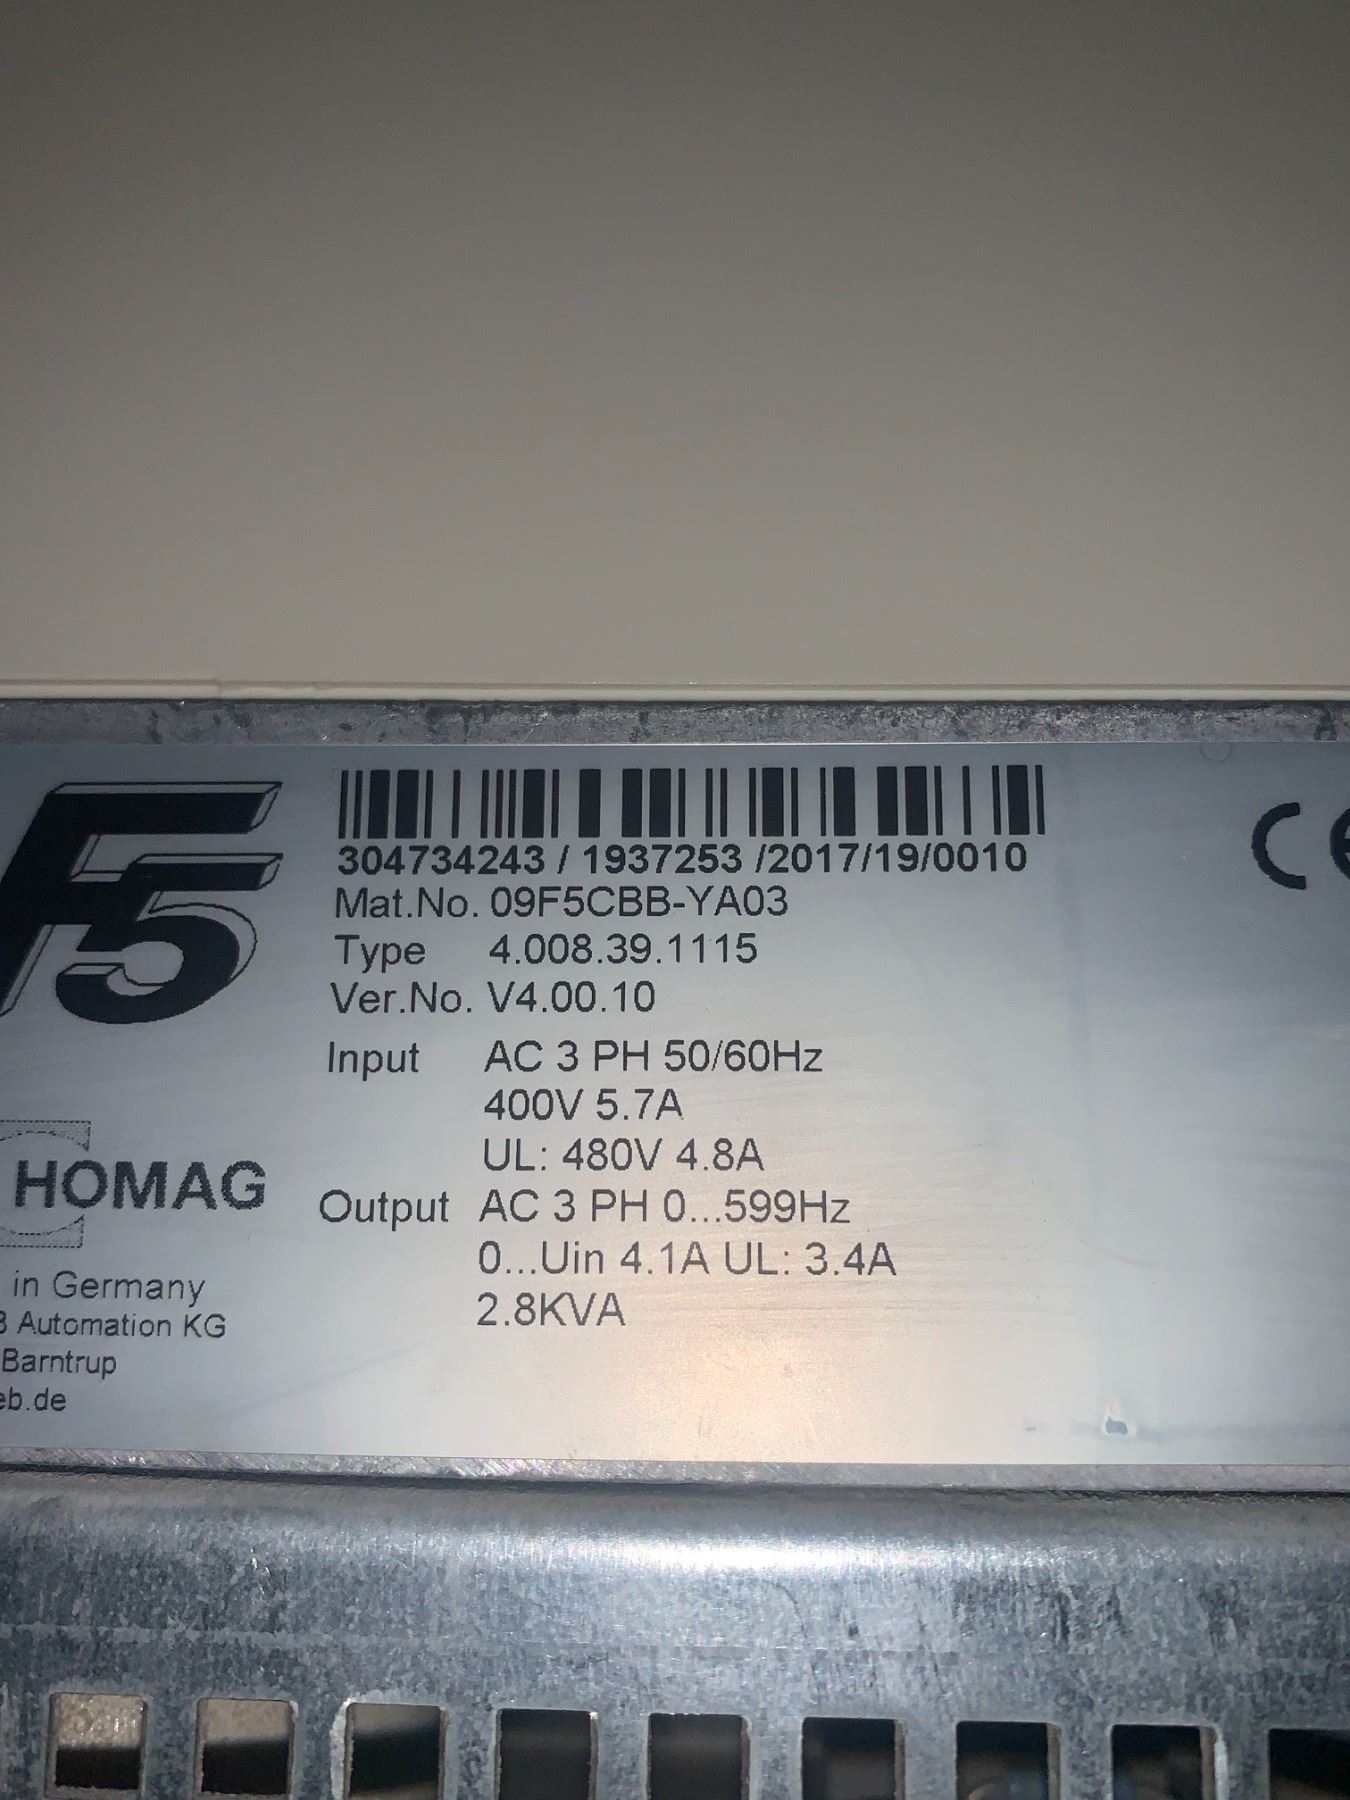 F5
304734243 / 1937253 /2017/19/0010
Mat.No. 09F5CBB-YA03
Type 4.008.39.1115
Ver.No. V4.00.10
Input AC 3 PH 50/60Hz
400V 5.7A
UL: 480V 4.8A
Output AC 3 PH 0...599Hz
0...Uin 4.1A UL: 3.4A
2.8KVA
CE
HOMAG
in Germany
B Automation KG
Barntrup
eb.de